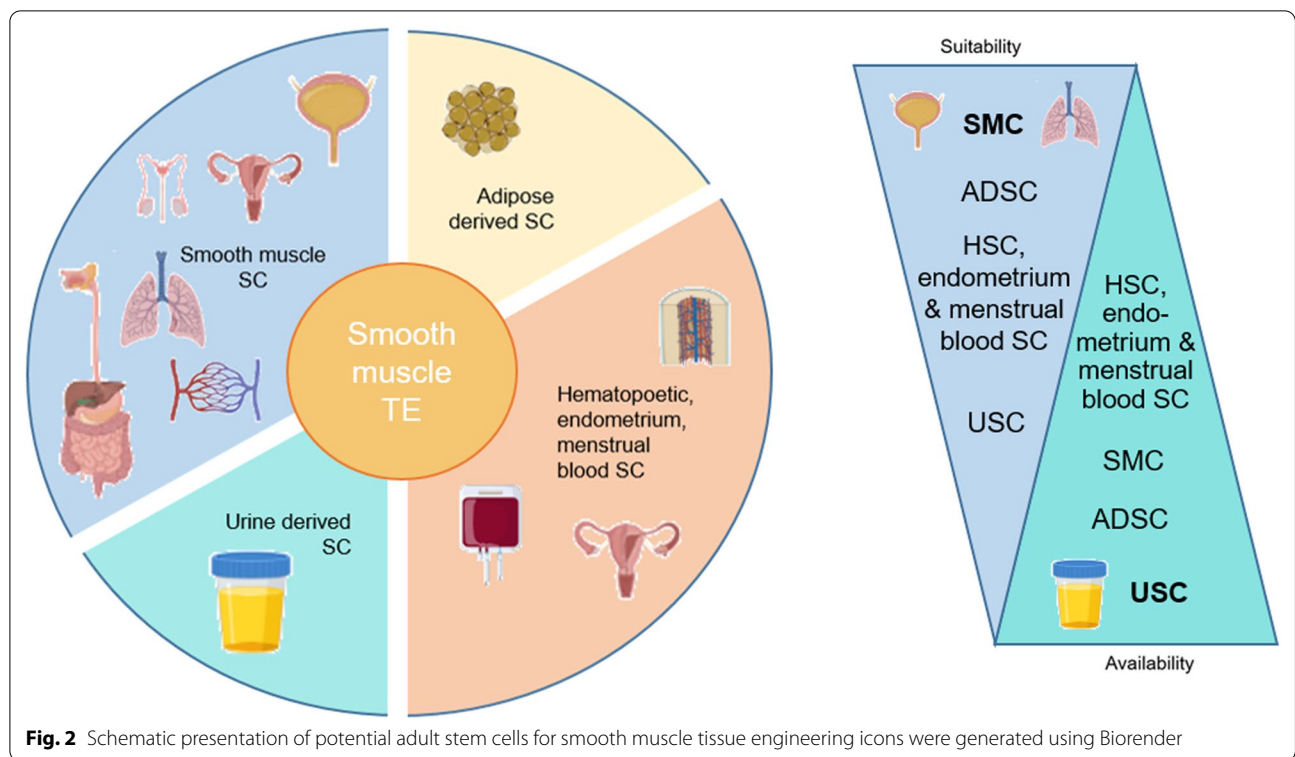 Smooth muscle
SC
Adipose
derived SC
Smooth
muscle
TE
Hematopoetic,
endometrium,
menstrual
blood SC
Urine derived
SC
Suitability
SMC
ADSC
HSC,
endometrium
& menstrual
blood SC
USC
HSC,
endo-
metrium &
menstrual
blood SC
SMC
ADSC
USC
Availability
Fig. 2 Schematic presentation of potential adult stem cells for smooth muscle tissue engineering icons were generated using Biorender